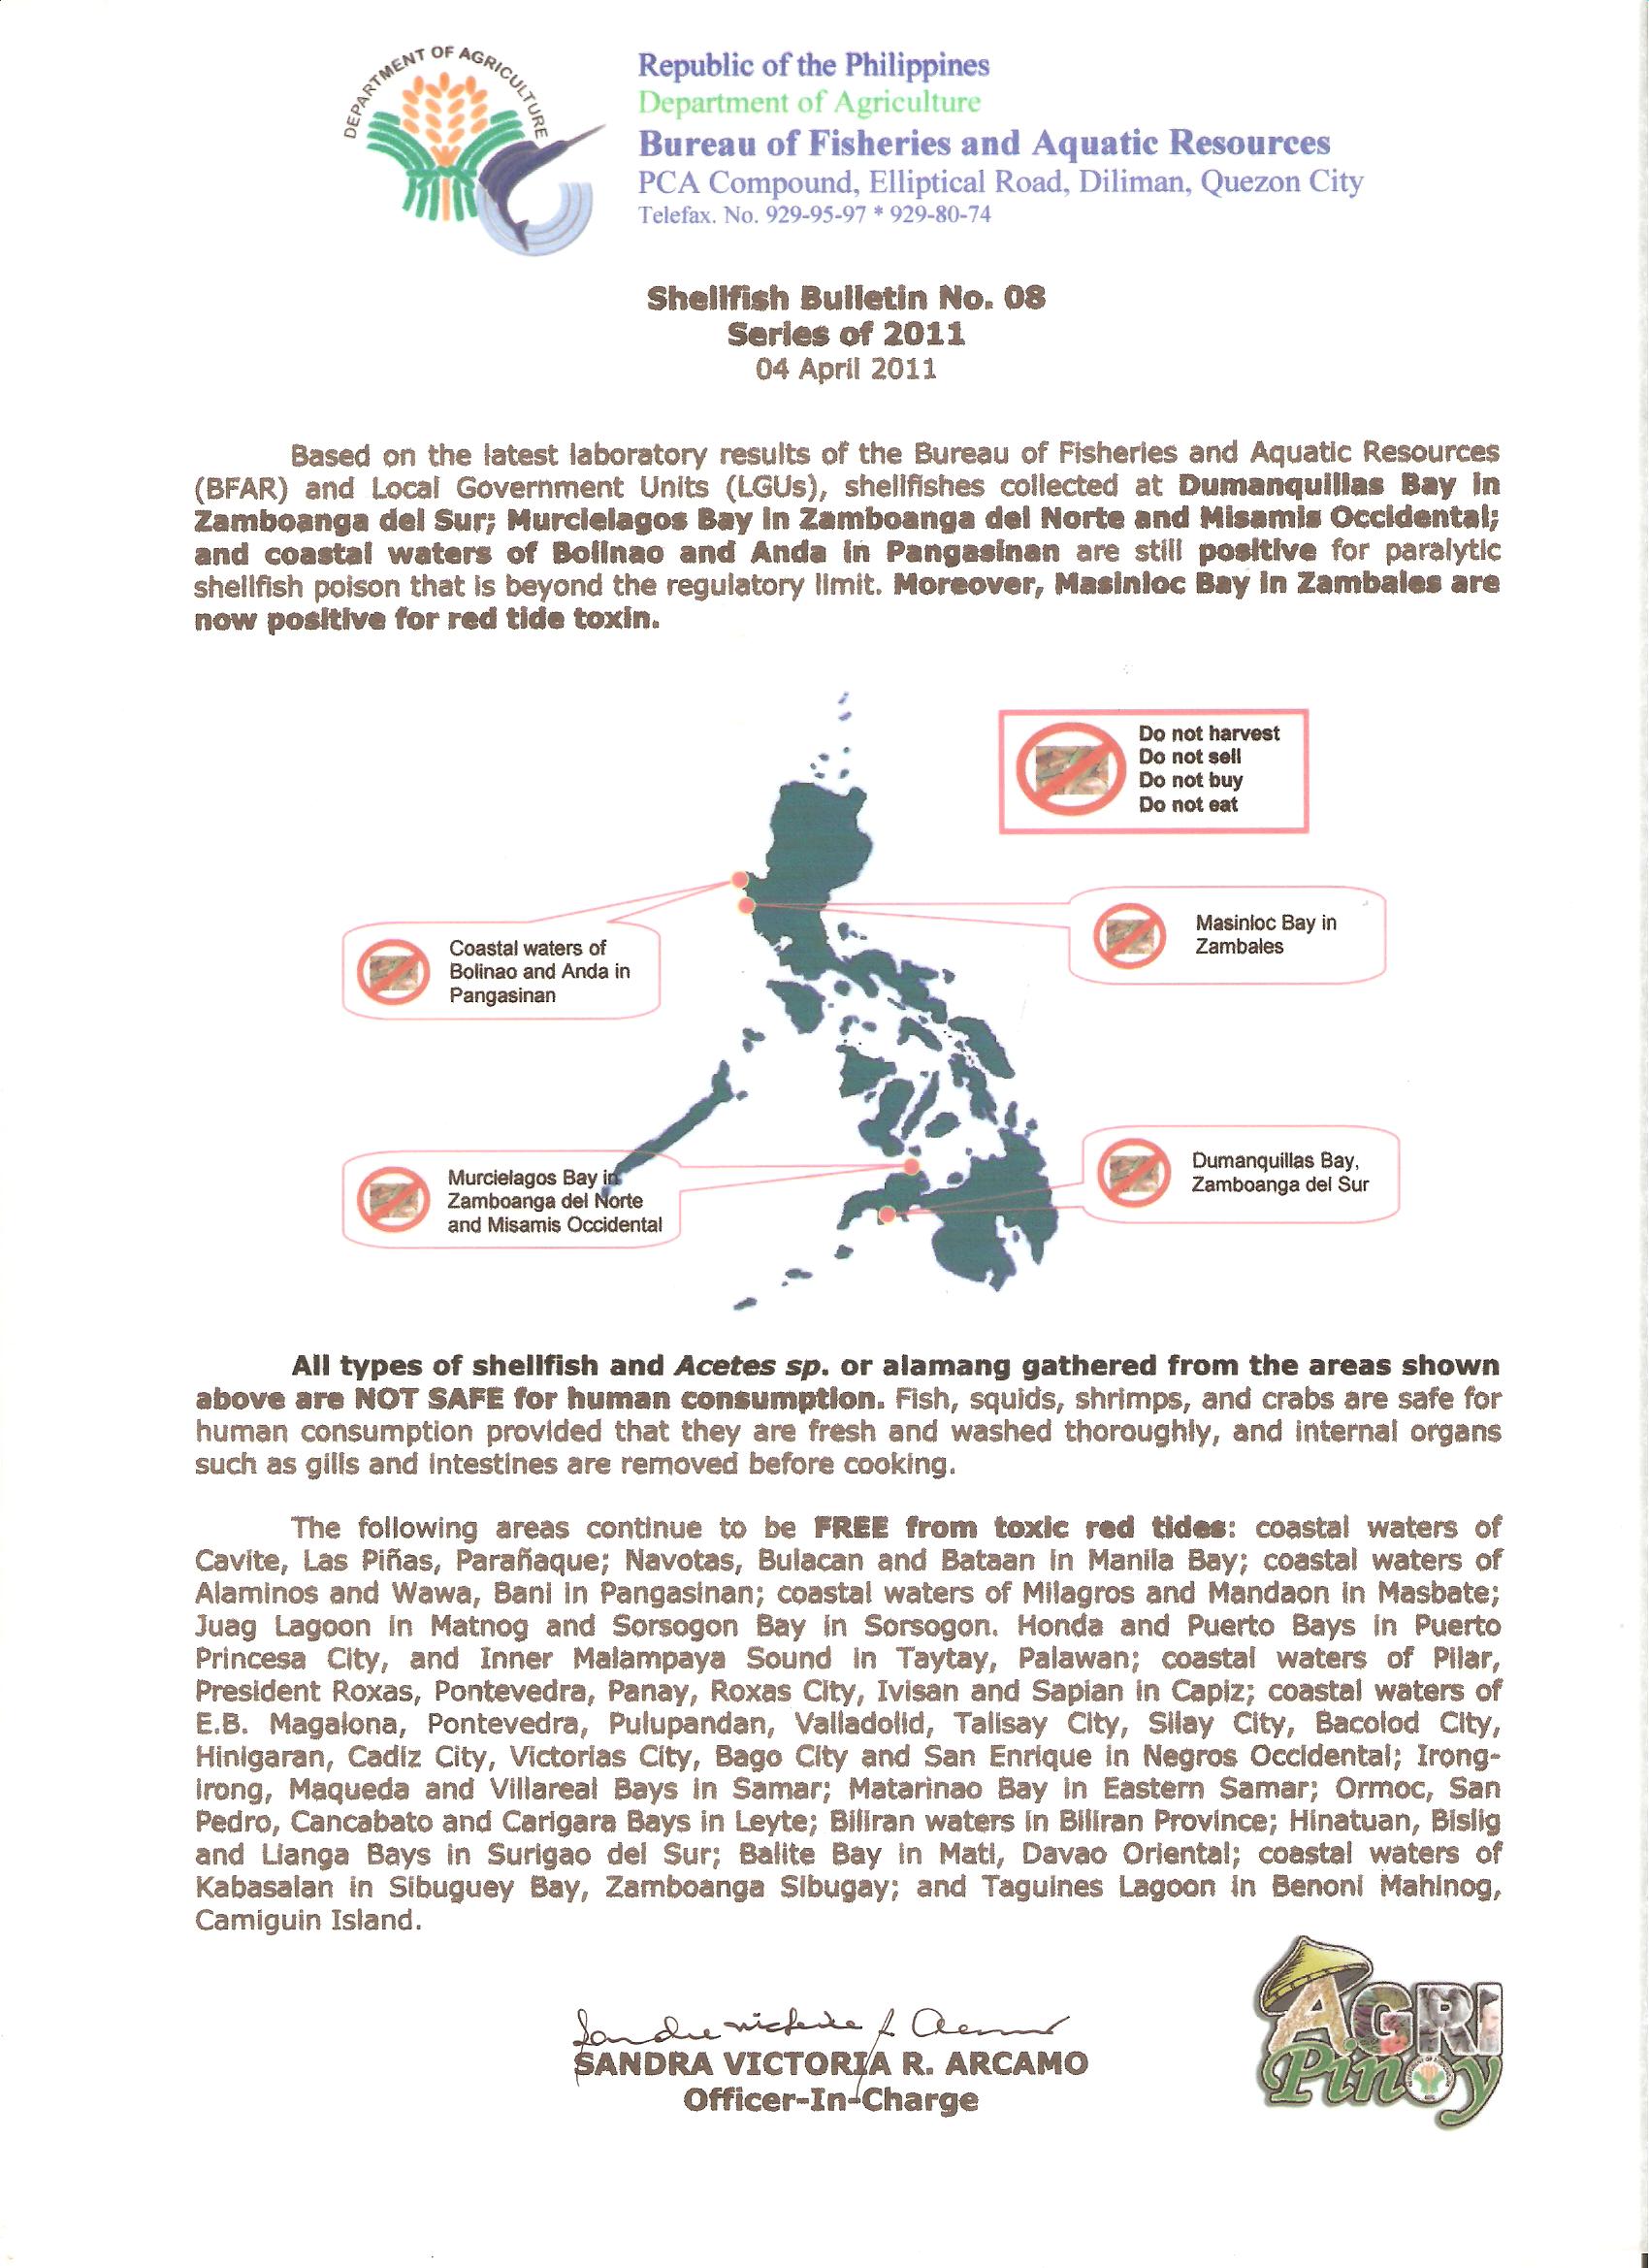 DEPARTMENT OF AGRICULTURE
Republic of the Philippines
Department of Agriculture
Bureau of Fisheries and Aquatic Resources
PCA Compound, Elliptical Road, Diliman, Quezon City
Telefax. No. 929-95-97 * 929-80-74
Shellfish Bulletin No. 08
Series of 2011
04 April 2011
Based on the latest laboratory results of the Bureau of Fisheries and Aquatic Resources
(BFAR) and Local Government Units (LGUs), shellfishes collected at Dumanquillas Bay in
Zamboanga del Sur; Murcielagos Bay in Zamboanga del Norte and Misamis Occidental;
and coastal waters of Bolinao and Anda in Pangasinan are still positive for paralytic
shellfish poison that is beyond the regulatory limit. Moreover, Masinloc Bay in Zambales are
now positive for red tide toxin.
Do not harvest
Do not sell
Do not buy
Do not eat
Coastal waters of
Bolinao and Anda in
Pangasinan
Masinloc Bay in
Zambales
Murcielagos Bay in
Zamboanga del Norte
and Misamis Occidental
Dumanquillas Bay,
Zamboanga del Sur
All types of shellfish and Acetes sp. or alamang gathered from the areas shown
above are NOT SAFE for human consumption. Fish, squids, shrimps, and crabs are safe for
human consumption provided that they are fresh and washed thoroughly, and internal organs
such as gills and intestines are removed before cooking.
The following areas continue to be FREE from toxic red tides: coastal waters of
Cavite, Las Piñas, Parañaque; Navotas, Bulacan and Bataan in Manila Bay; coastal waters of
Alaminos and Wawa, Bani in Pangasinan; coastal waters of Milagros and Mandaon in Masbate;
Juag Lagoon in Matnog and Sorsogon Bay in Sorsogon. Honda and Puerto Bays in Puerto
Princesa City, and Inner Malampaya Sound in Taytay, Palawan; coastal waters of Pilar,
President Roxas, Pontevedra, Panay, Roxas City, Ivisan and Sapian in Capiz; coastal waters of
E.B. Magalona, Pontevedra, Pulupandan, Valladolid, Talisay City, Silay City, Bacolod City,
Hinigaran, Cadiz City, Victorias City, Bago City and San Enrique in Negros Occidental; Irong-
irong, Maqueda and Villareal Bays in Samar; Matarinao Bay in Eastern Samar; Ormoc, San
Pedro, Cancabato and Carigara Bays in Leyte; Biliran waters in Biliran Province; Hinatuan, Bislig
and Lianga Bays in Surigao del Sur; Balite Bay in Mati, Davao Oriental; coastal waters of
Kabasalan in Sibuguey Bay, Zamboanga Sibugay; and Taguines Lagoon in Benoni Mahinog,
Camiguin Island.
SANDRA VICTORIA R. ARCAMO
Officer-In-Charge
AGRI
Pinoy